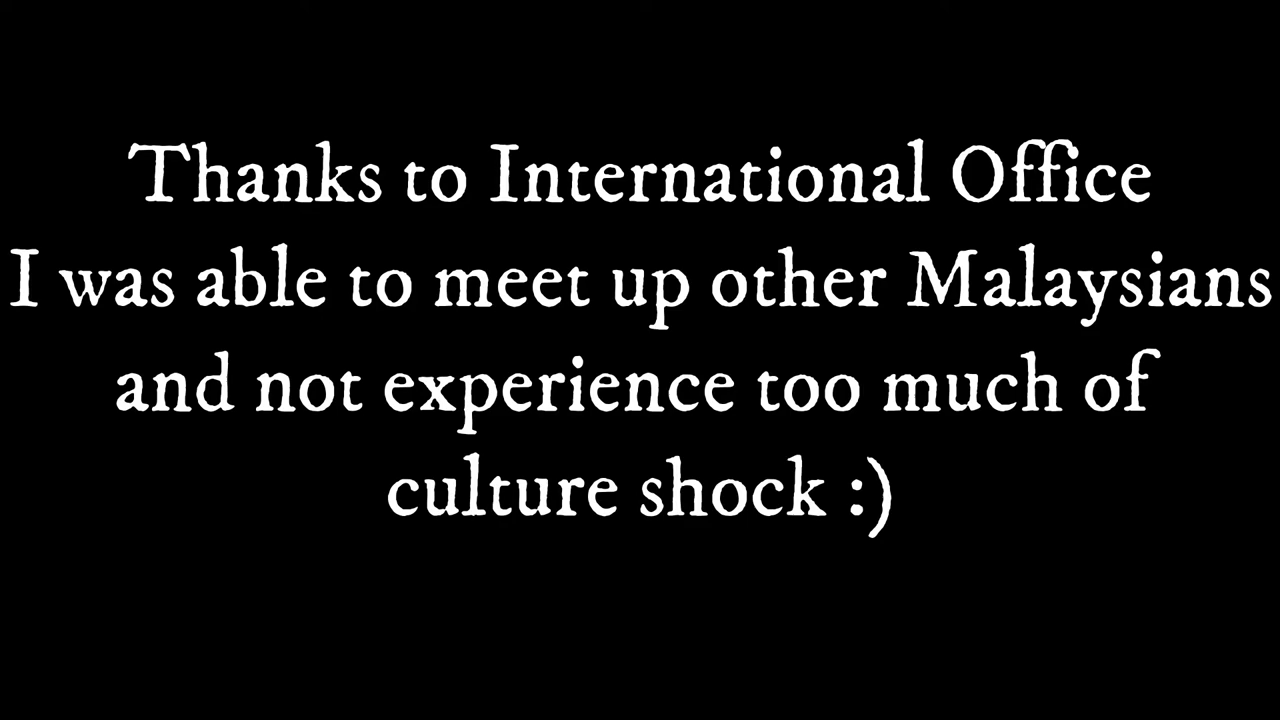 Thanks to International Office
I was able to meet up other Malaysians
and not experience too much of
culture shock :)